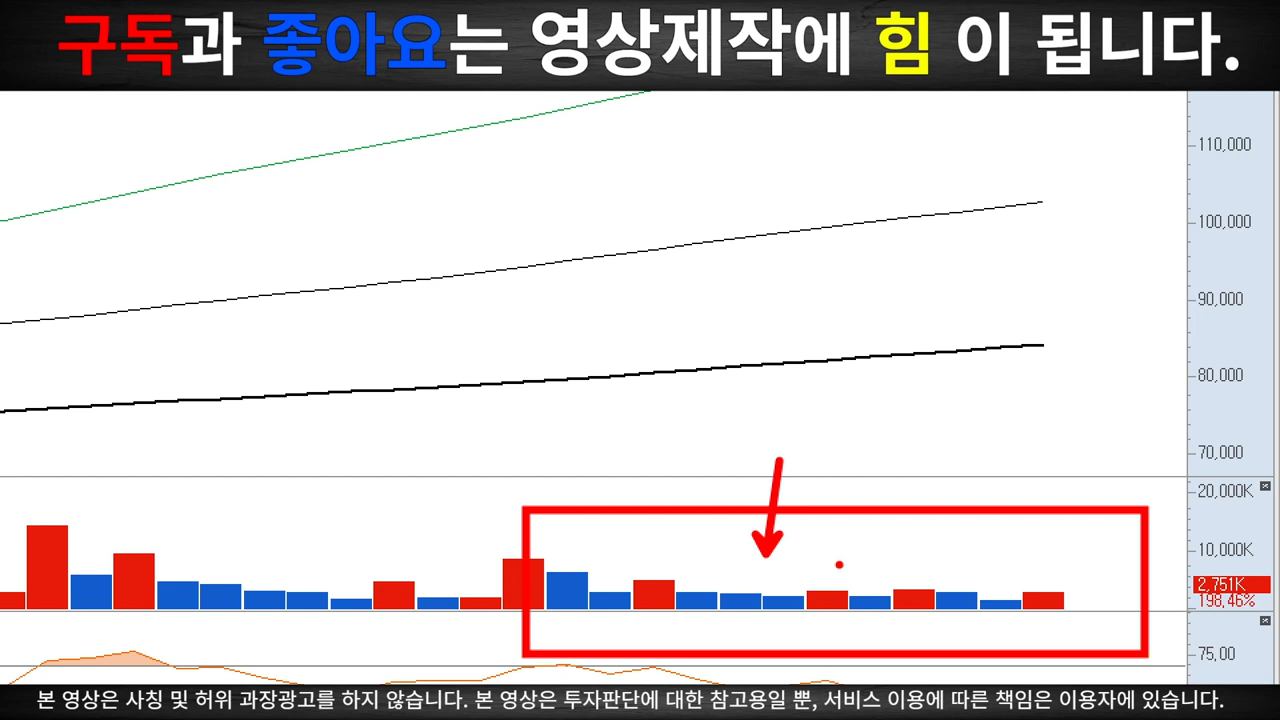 구독과 좋아요는 영상제작에 힘 이 됩니다.
110,000
100,000
90,000
80,000
70,000
20,000K
10,000K
2,751K
198,46%
75,00
본 영상은 사칭 및 허위 과장광고를 하지 않습니다. 본 영상은 투자판단에 대한 참고용일 뿐, 서비스 이용에 따른 책임은 이용자에 있습니다.